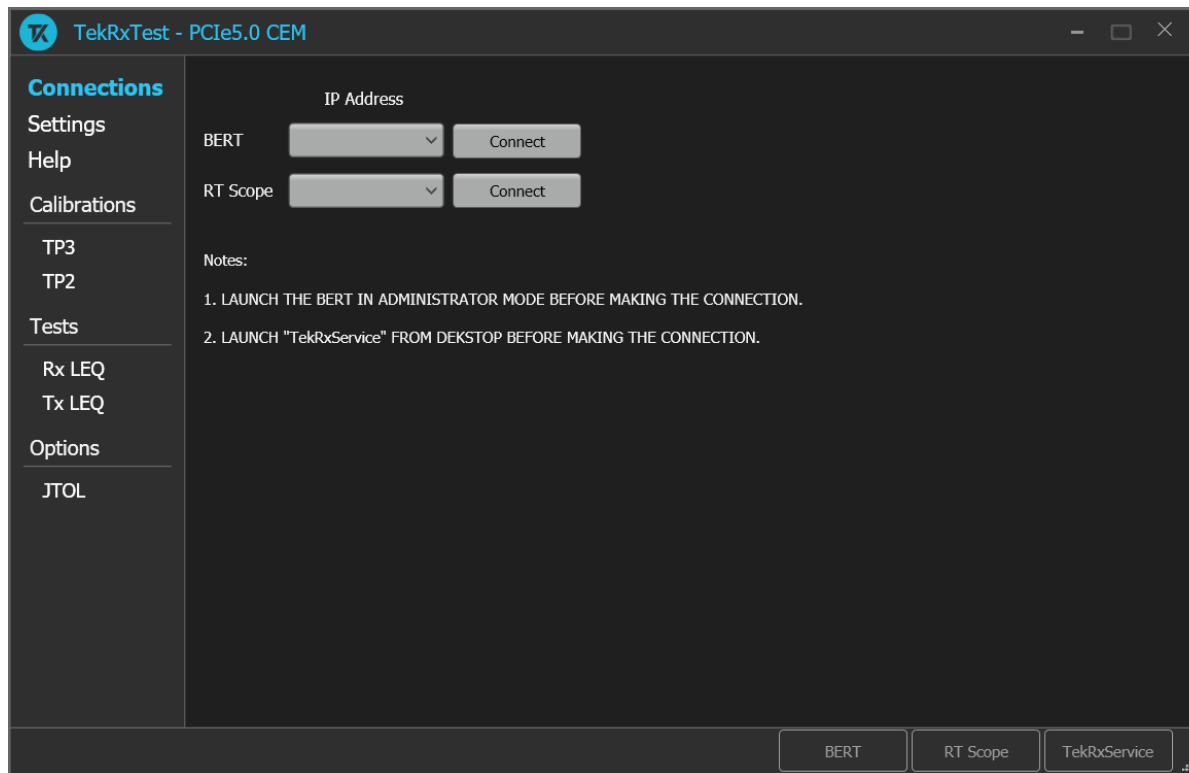 TK TekRxTest - PCIe5.0 CEM
Connections
Settings
Help
Calibrations
TP3
TP2
Tests
Rx LEQ
Tx LEQ
Options
JTOL
IP Address
BERT Connect
RT Scope Connect
Notes:
1. LAUNCH THE BERT IN ADMINISTRATOR MODE BEFORE MAKING THE CONNECTION.
2. LAUNCH "TekRxService" FROM DEKSTOP BEFORE MAKING THE CONNECTION.
BERT RT Scope TekRxService